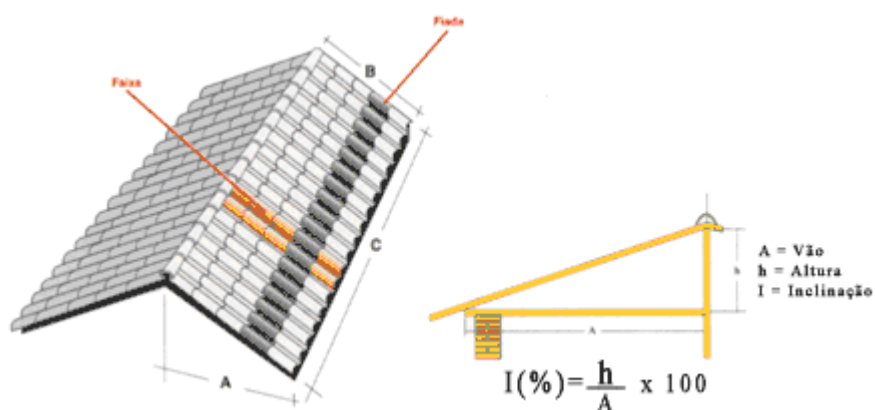 Fiada
Faixa
B
C
A
A = Vão
h = Altura
I = Inclinação
h
A
I(%)= h/A x 100